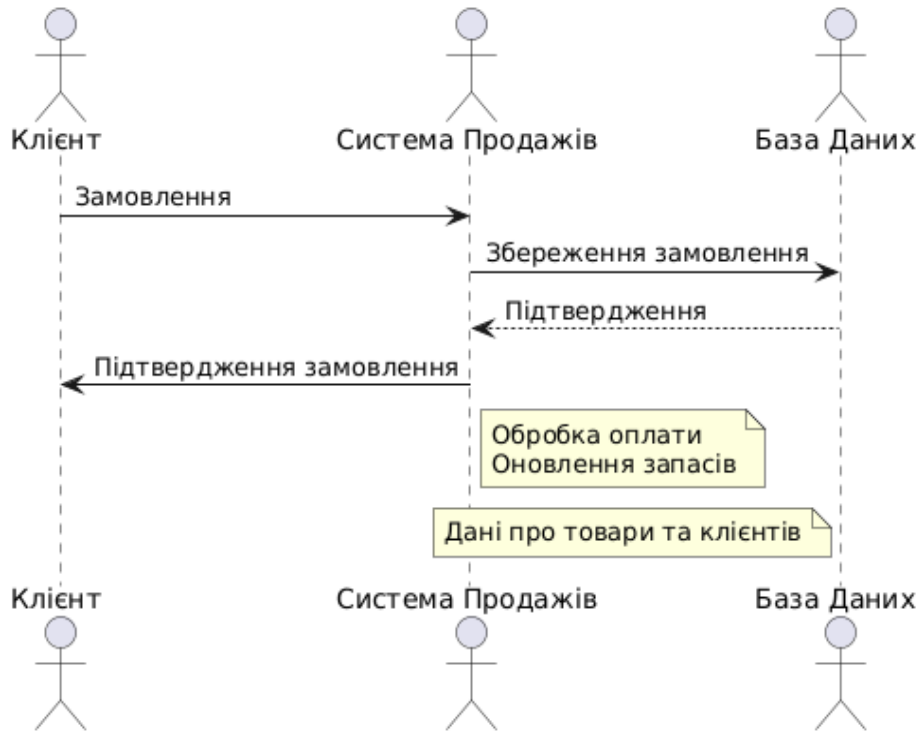 Клієнт
Система Продажів
База Даних
Замовлення
Збереження замовлення
Підтвердження
Підтвердження замовлення
Обробка оплати
Оновлення запасів
Дані про товари та клієнтів
Клієнт
Система Продажів
База Даних